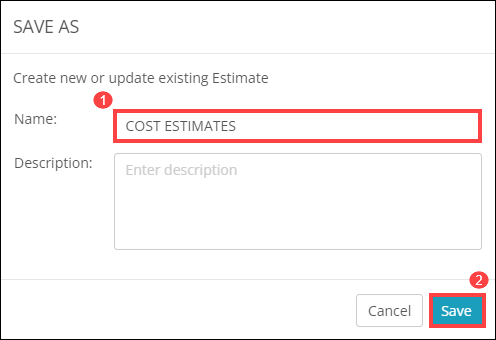 SAVE AS
Create new or update existing Estimate
1
Name: COST ESTIMATES
Description: Enter description
2
Cancel Save